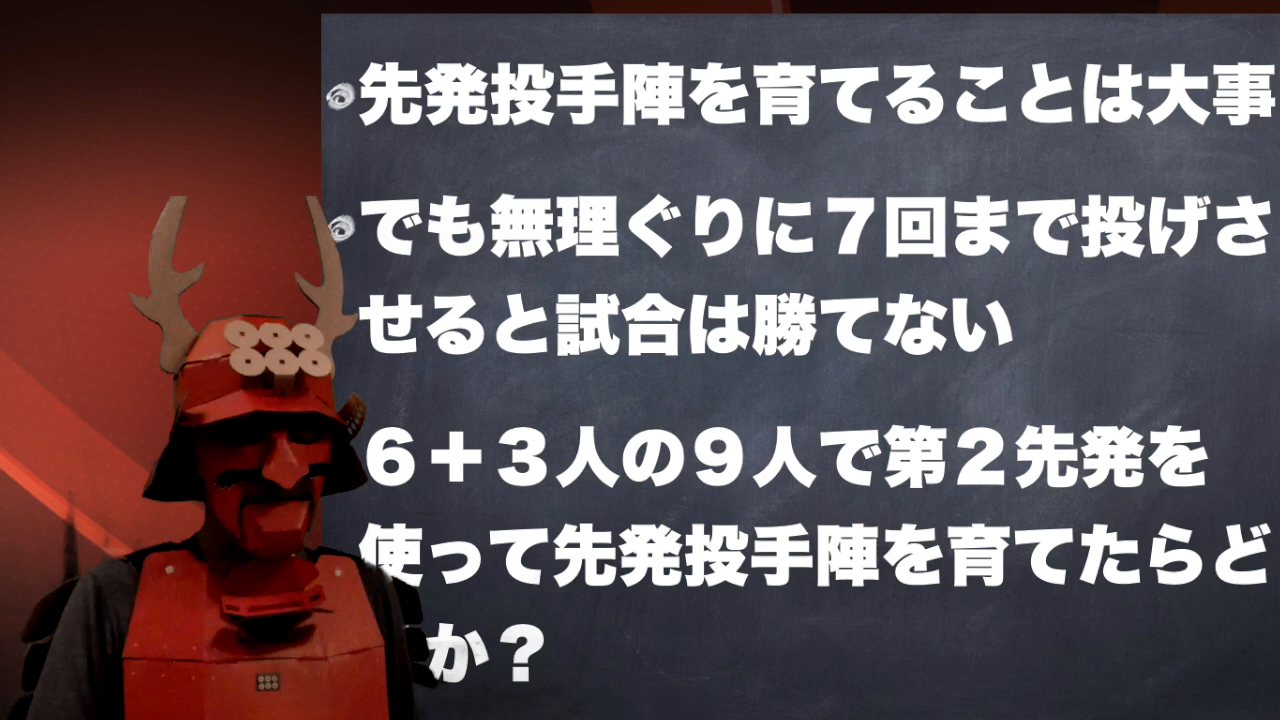 先発投手陣を育てることは大事
でも無理ぐりに７回まで投げさ
せると試合は勝てない
６＋３人の９人で第２先発を
使って先発投手陣を育てたらど
か？